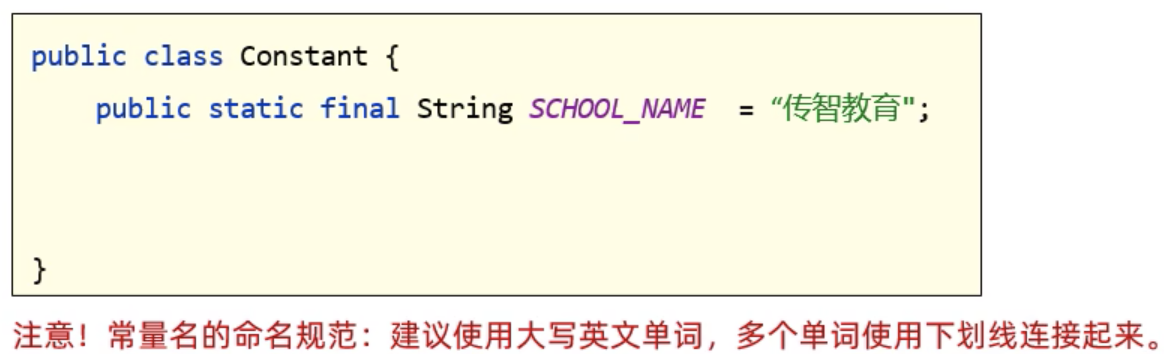 public class Constant {
public static final String SCHOOL_NAME = “传智教育";
}
注意！常量名的命名规范：建议使用大写英文单词，多个单词使用下划线连接起来。